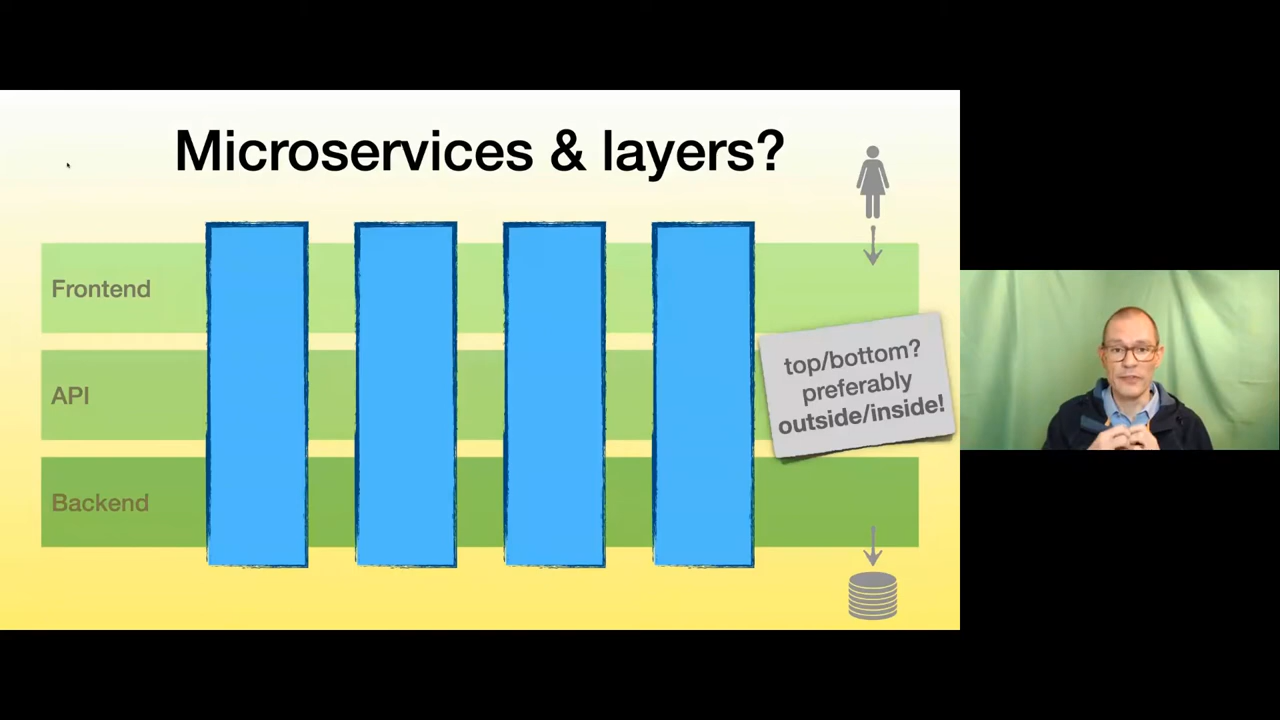 Microservices & layers?
Frontend
API
Backend
top/bottom?
preferably
outside/inside!